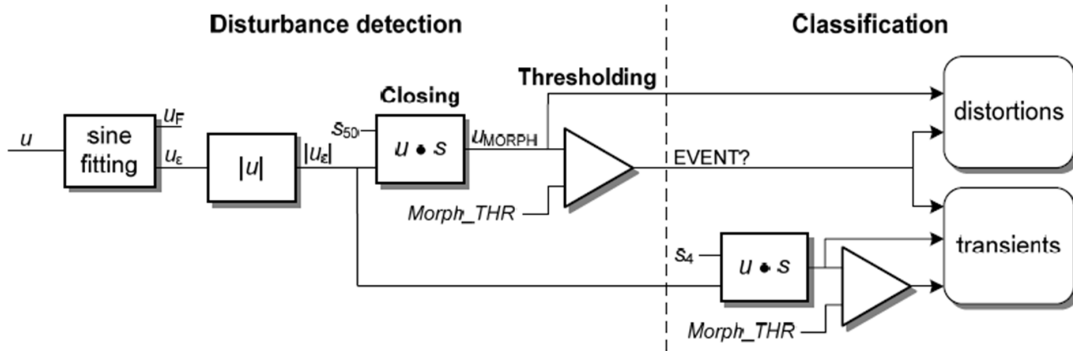 Disturbance detection
Classification
Thresholding
Closing
distortions
u
sine
fitting
uF
uε
|u|
|uε|
s50
u • s
uMORPH
Morph_THR
EVENT?
transients
s4
u • s
Morph_THR